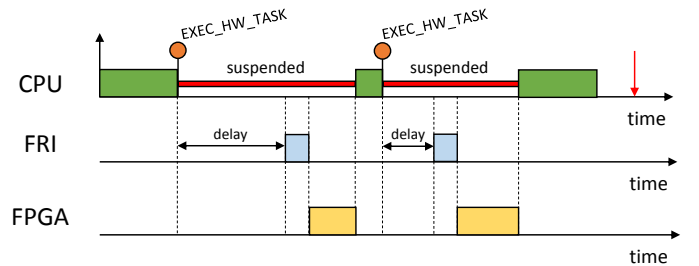 EXEC_HW_TASK
EXEC_HW_TASK
suspended
suspended
CPU
time
FRI
delay
delay
time
FPGA
time